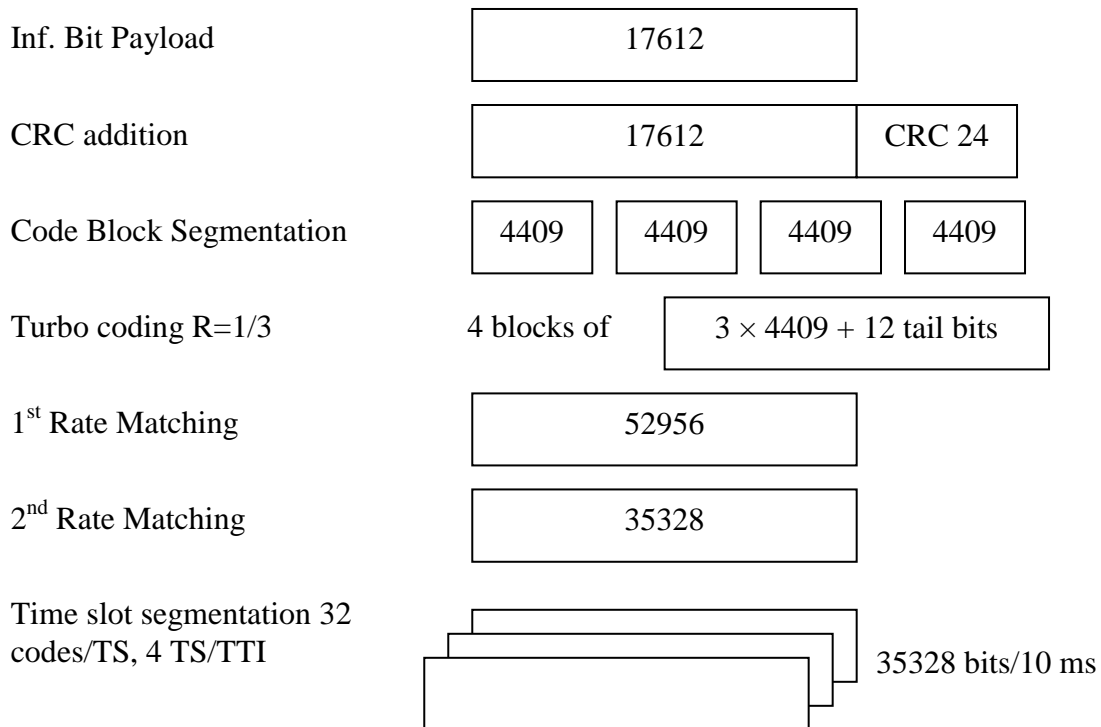 Inf. Bit Payload 17612
CRC addition 17612 CRC 24
Code Block Segmentation 4409 4409 4409 4409
Turbo coding R=1/3 4 blocks of 3 × 4409 + 12 tail bits
1st Rate Matching 52956
2nd Rate Matching 35328
Time slot segmentation 32
codes/TS, 4 TS/TTI
35328 bits/10 ms